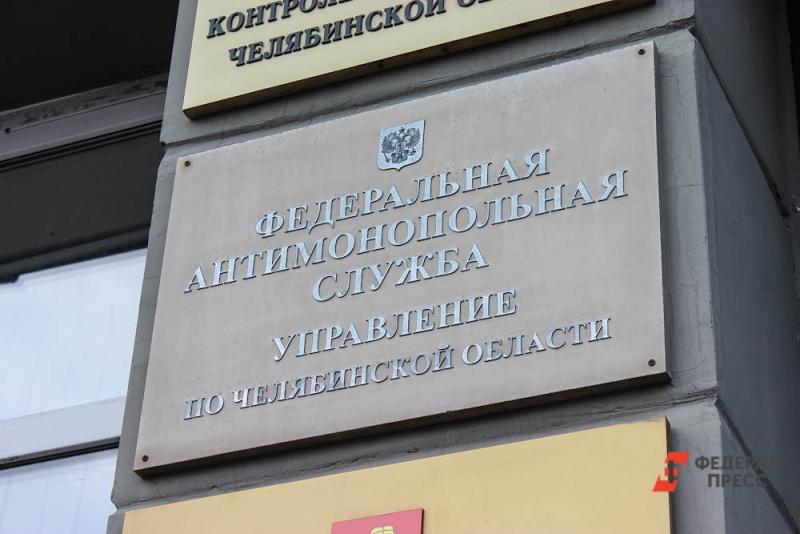 ЧЕЛЯБИНСКОЙ
ФЕДЕРАЛЬНАЯ
АНТИМОНОПОЛЬНАЯ
СЛУЖБА
УПРАВЛЕНИЕ
ПО ЧЕЛЯБИНСКОЙ ОБЛАСТИ
ФЕДЕРАЛ
ПРЕСС